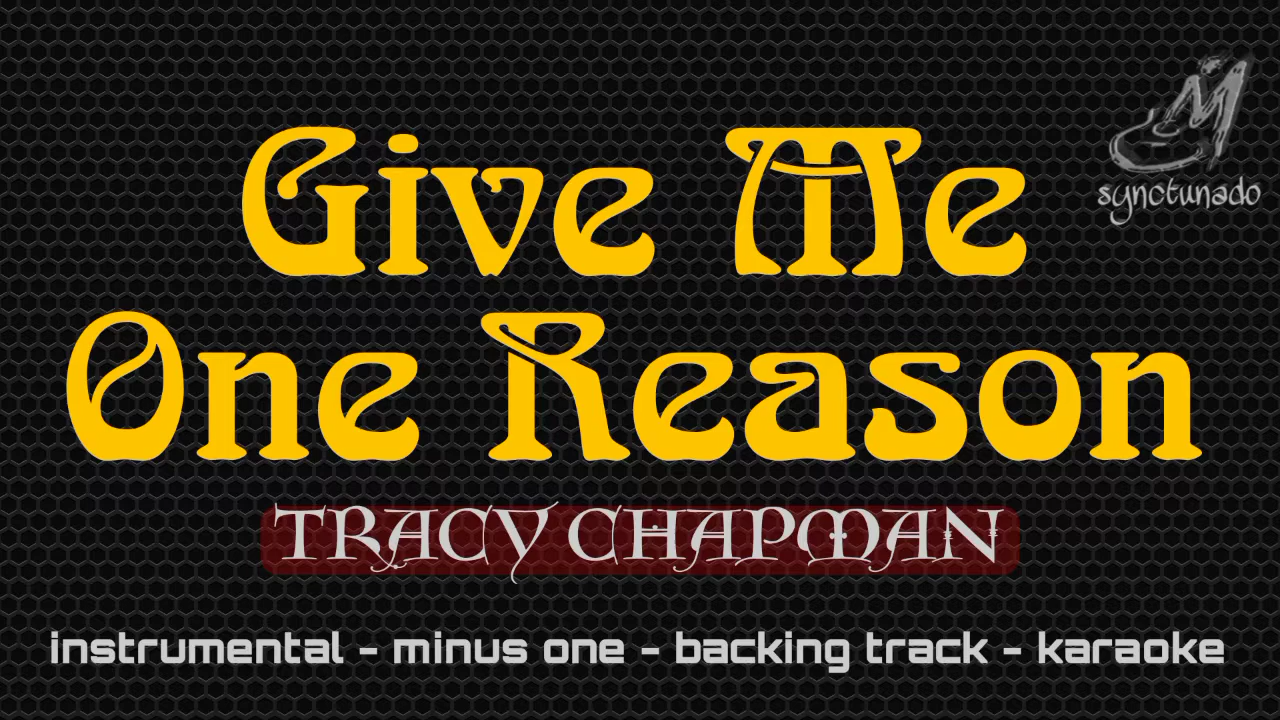 Give Me
synctunado
One Reason
TRACY CHAPMAN
instrumental - minus one - backing track - karaoke